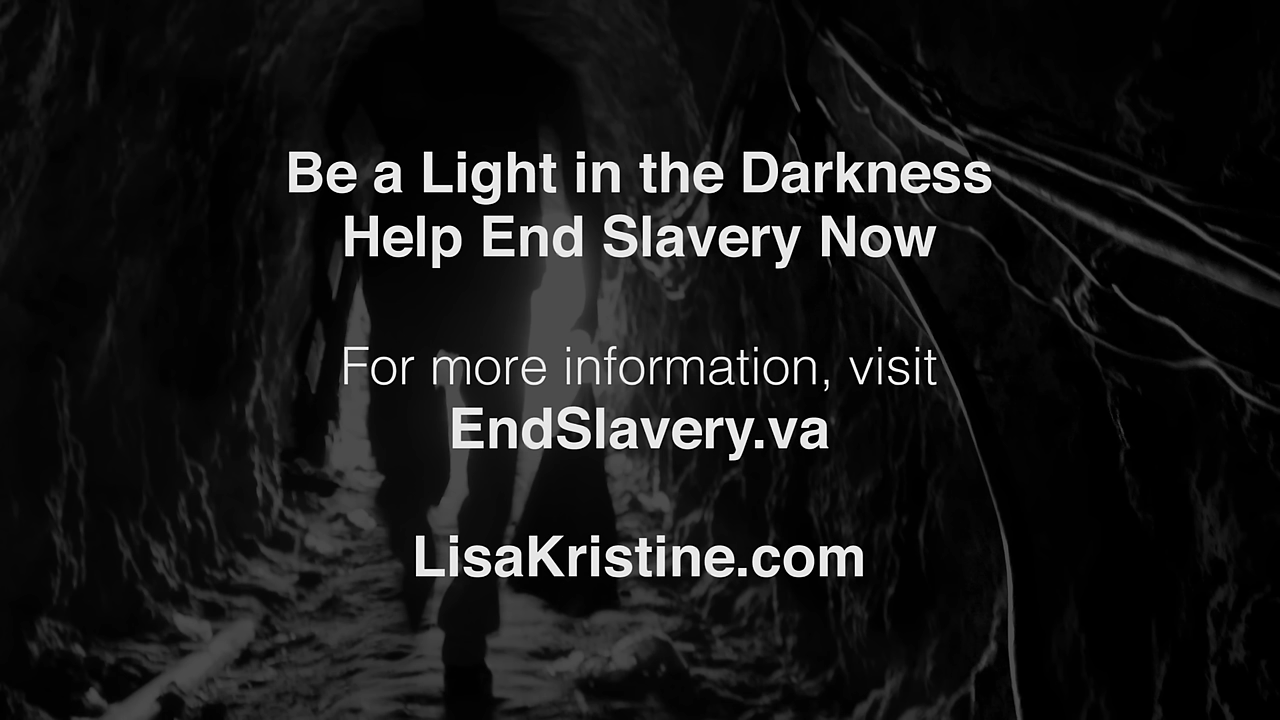 Be a Light in the Darkness
Help End Slavery Now
For more information, visit
EndSlavery.va
LisaKristine.com